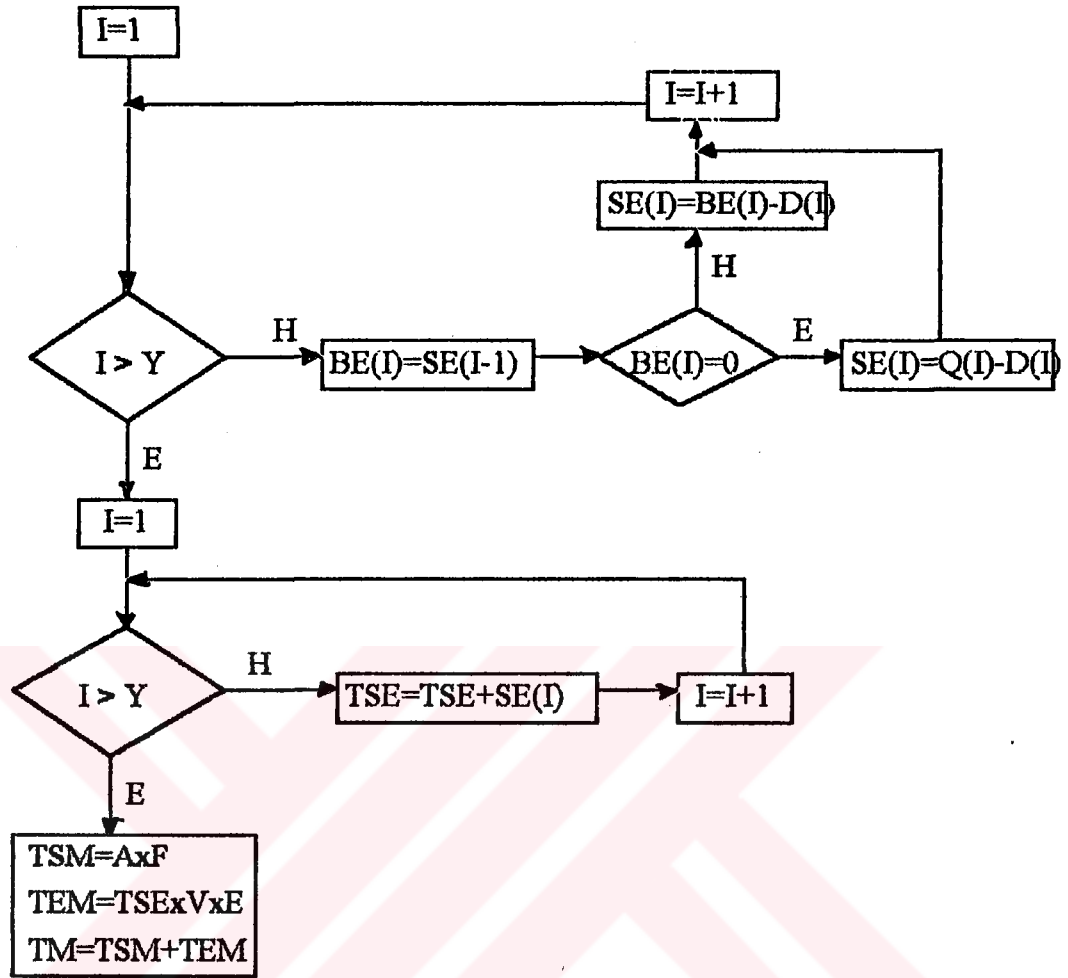 I=1
I=I+1
SE(I)=BE(I)-D(I)
H
I > Y
H
BE(I)=SE(I-1)
BE(I)=0
E
SE(I)=Q(I)-D(I)
E
I=1
I > Y
H
TSE=TSE+SE(I)
I=I+1
E
TSM=AxF
TEM=TSExVxE
TM=TSM+TEM